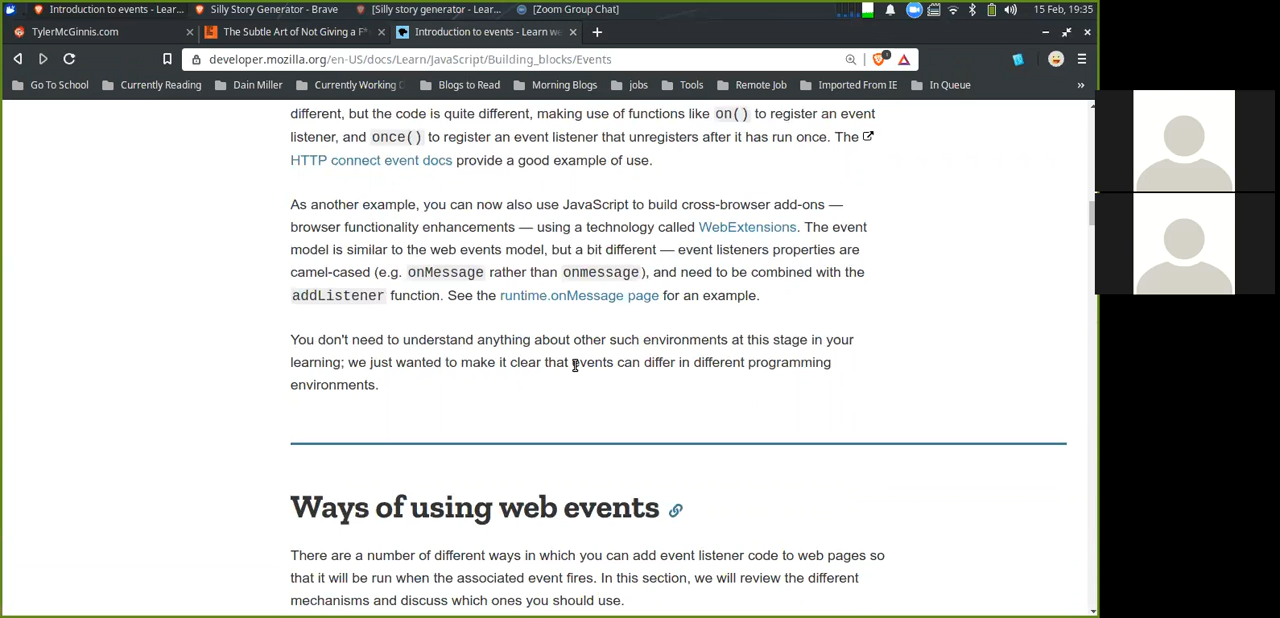 Introduction to events - Lear... Silly Story Generator - Brave [Silly story generator - Lear... [Zoom Group Chat] 15 Feb, 19:35
TylerMcGinnis.com × The Subtle Art of Not Giving a F* × Introduction to events - Learn we × +
developer.mozilla.org/en-US/docs/Learn/JavaScript/Building_blocks/Events 1
Go To School Currently Reading Dain Miller Currently Working Blogs to Read Morning Blogs jobs Tools Remote Job Imported From IE In Queue »
different, but the code is quite different, making use of functions like on() to register an event
listener, and once() to register an event listener that unregisters after it has run once. The
HTTP connect event docs provide a good example of use.
As another example, you can now also use JavaScript to build cross-browser add-ons —
browser functionality enhancements — using a technology called WebExtensions. The event
model is similar to the web events model, but a bit different — event listeners properties are
camel-cased (e.g. onMessage rather than onmessage), and need to be combined with the
addListener function. See the runtime.onMessage page for an example.
You don't need to understand anything about other such environments at this stage in your
learning; we just wanted to make it clear that events can differ in different programming
environments.
Ways of using web events
There are a number of different ways in which you can add event listener code to web pages so
that it will be run when the associated event fires. In this section, we will review the different
mechanisms and discuss which ones you should use.